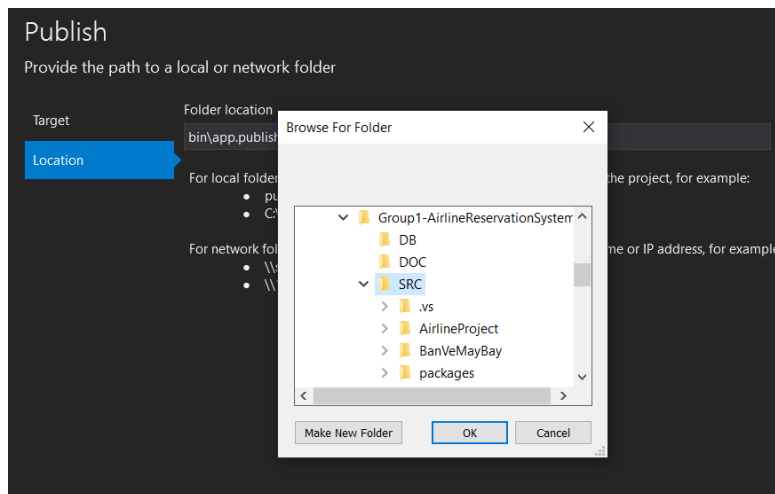 Publish
Provide the path to a local or network folder
Target
Location
Folder location
bin\app.publish
For local folder
the project, for example:
C:\
For network fol
me or IP address, for example
Browse For Folder
Group1-AirlineReservationSystem
DB
DOC
SRC
.vs
AirlineProject
BanVeMayBay
packages
Make New Folder
OK
Cancel